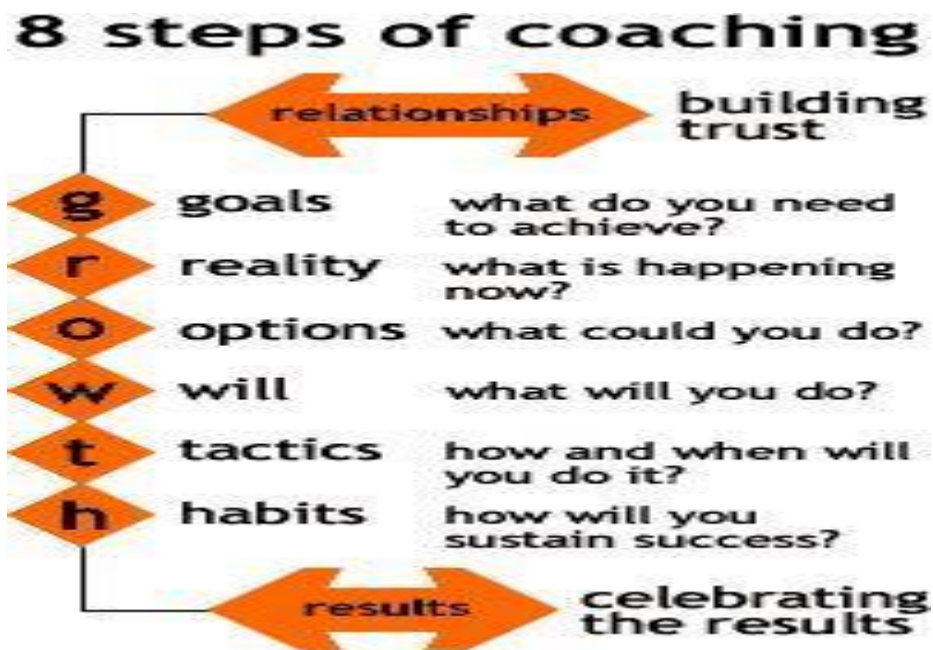 8 steps of coaching
relationships building
trust
g goals what do you need
to achieve?
r reality what is happening
now?
o options what could you do?
w will what will you do?
t tactics how and when will
you do it?
h habits how will you
sustain success?
results celebrating
the results